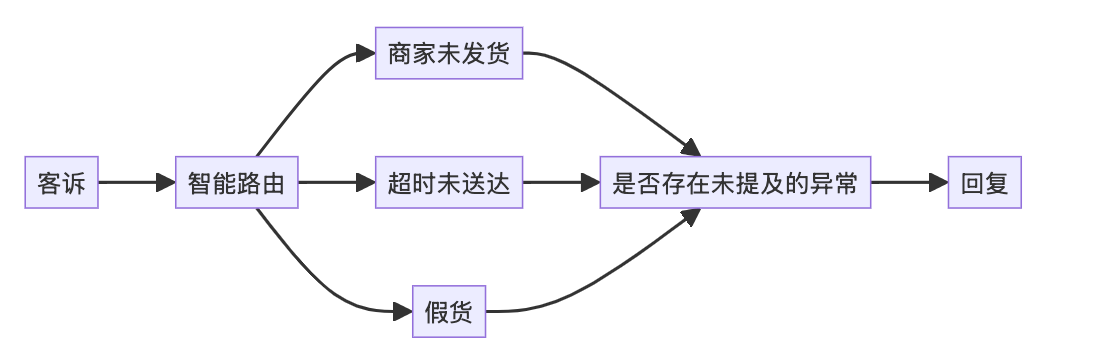 客诉
智能路由
商家未发货
超时未送达
假货
是否存在未提及的异常
回复